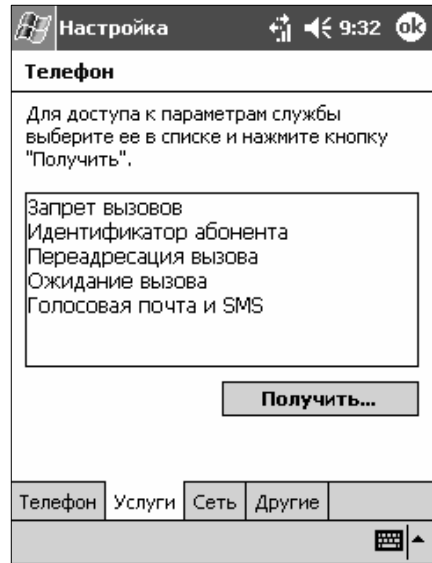 Настройка 9:32 ok
Телефон
Для доступа к параметрам службы
выберите ее в списке и нажмите кнопку
"Получить".
Запрет вызовов
Идентификатор абонента
Переадресация вызова
Ожидание вызова
Голосовая почта и SMS
Получить...
Телефон Услуги Сеть Другие